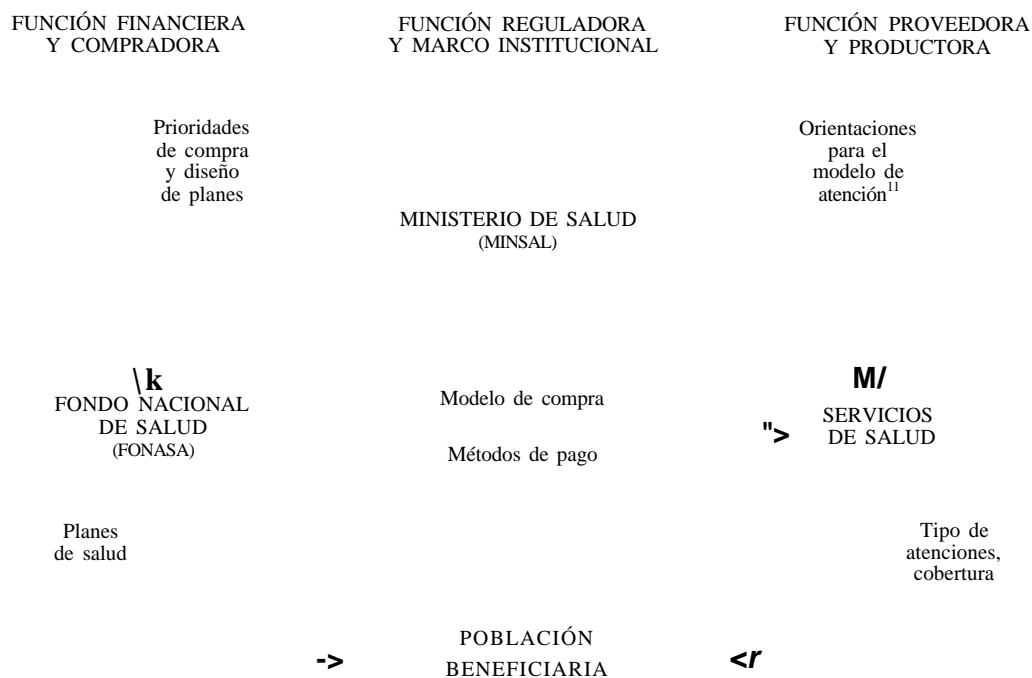 FUNCIÓN FINANCIERA
Y COMPRADORA
FUNCIÓN REGULADORA
Y MARCO INSTITUCIONAL
FUNCIÓN PROVEEDORA
Y PRODUCTORA
Prioridades
de compra
y diseño
de planes
Orientaciones
para el
modelo de
atención11
MINISTERIO DE SALUD
(MINSAL)
\k
FONDO NACIONAL
DE SALUD
(FONASA)
Modelo de compra
Métodos de pago
M/
">
SERVICIOS
DE SALUD
Planes
de salud
Tipo de
atenciones,
cobertura
->
POBLACIÓN
BENEFICIARIA
<r